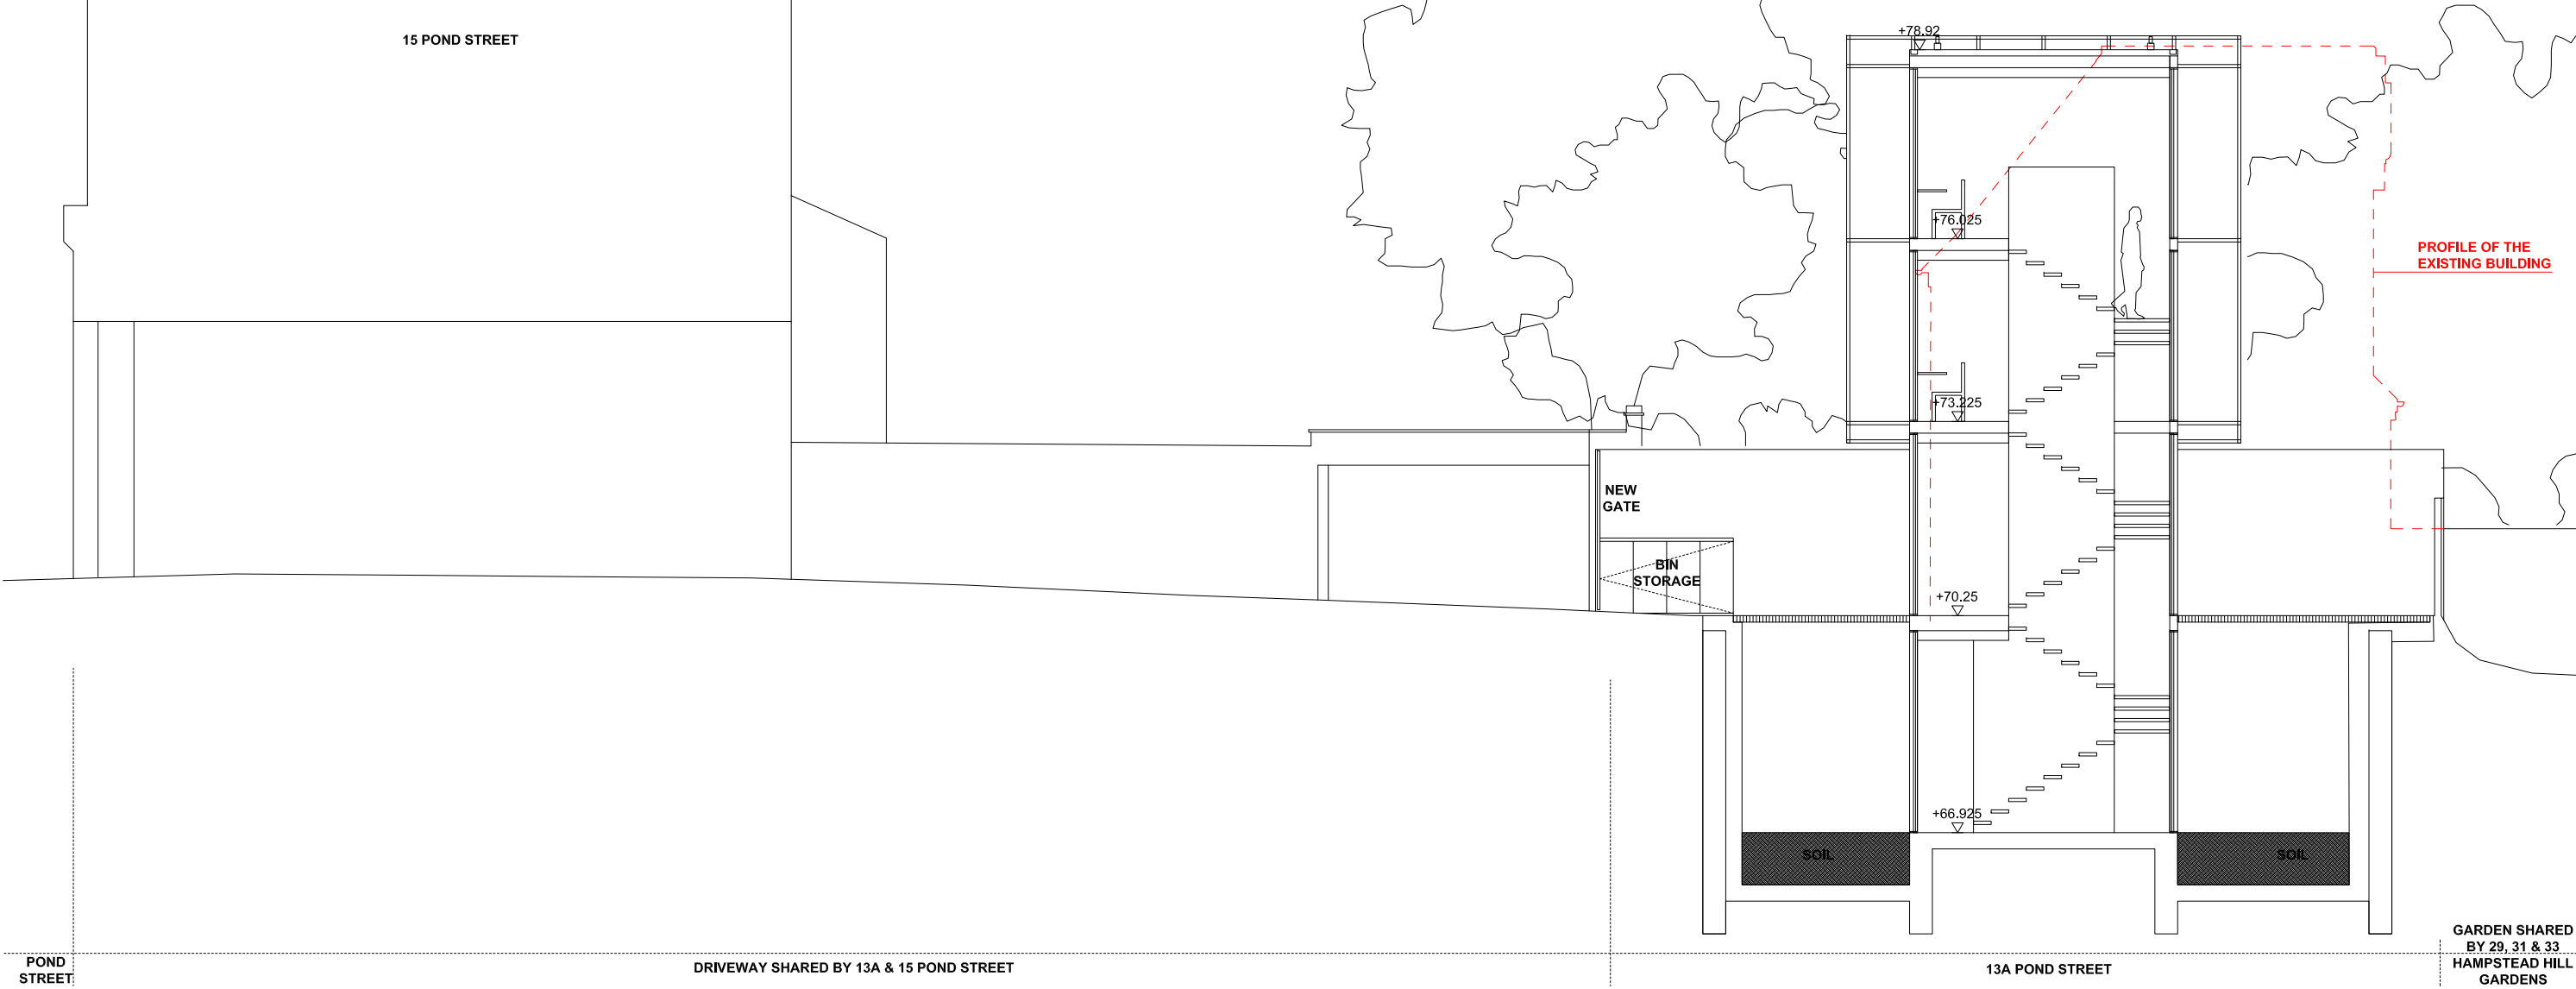 15 POND STREET
+78.92
+76.025
PROFILE OF THE
EXISTING BUILDING
+73.225
NEW
GATE
BIN
STORAGE
+70.25
+66.925
SOIL
SOIL
POND
STREET
DRIVEWAY SHARED BY 13A & 15 POND STREET
13A POND STREET
GARDEN SHARED
BY 29, 31 & 33
HAMPSTEAD HILL
GARDENS